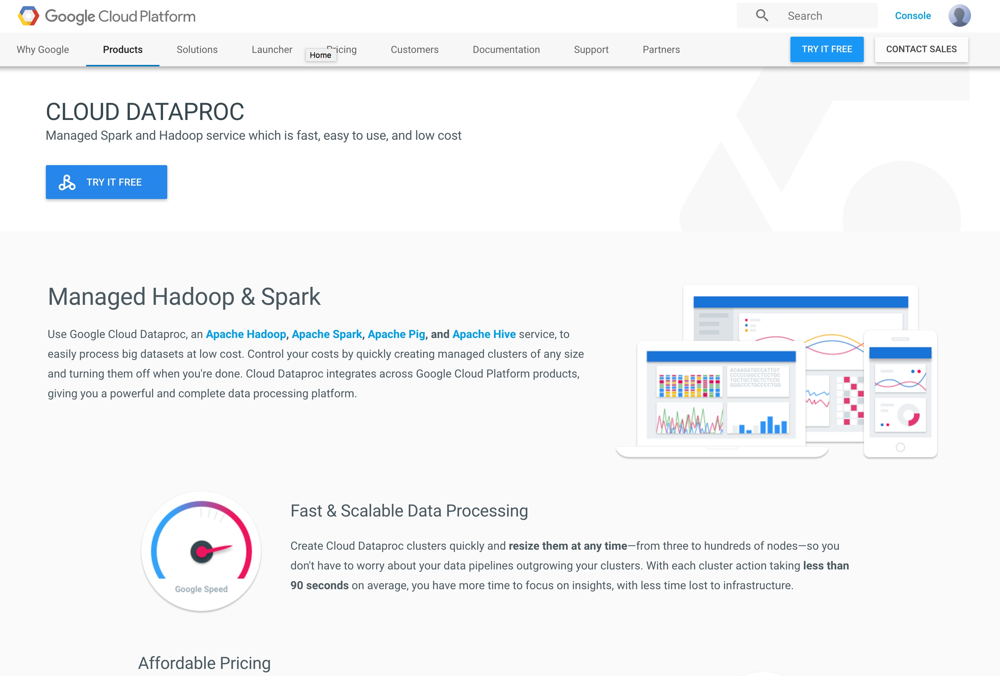 Google Cloud Platform
Search
Console
Why Google
Products
Solutions
Launcher
Pricing
Home
Customers
Documentation
Support
Partners
TRY IT FREE
CONTACT SALES
CLOUD DATAPROC
Managed Spark and Hadoop service which is fast, easy to use, and low cost
TRY IT FREE
Managed Hadoop & Spark
Use Google Cloud Dataproc, an Apache Hadoop, Apache Spark, Apache Pig, and Apache Hive service, to
easily process big datasets at low cost. Control your costs by quickly creating managed clusters of any size
and turning them off when you're done. Cloud Dataproc integrates across Google Cloud Platform products,
giving you a powerful and complete data processing platform.
ACAAGATGCCATTGT
CCCCCGGCCTCCTGC
TGCTGCTGCTCTCCG
GGGCCCTGCCCCTGG
Google Speed
Fast & Scalable Data Processing
Create Cloud Dataproc clusters quickly and resize them at any time—from three to hundreds of nodes—so you
don't have to worry about your data pipelines outgrowing your clusters. With each cluster action taking less than
90 seconds on average, you have more time to focus on insights, with less time lost to infrastructure.
Affordable Pricing